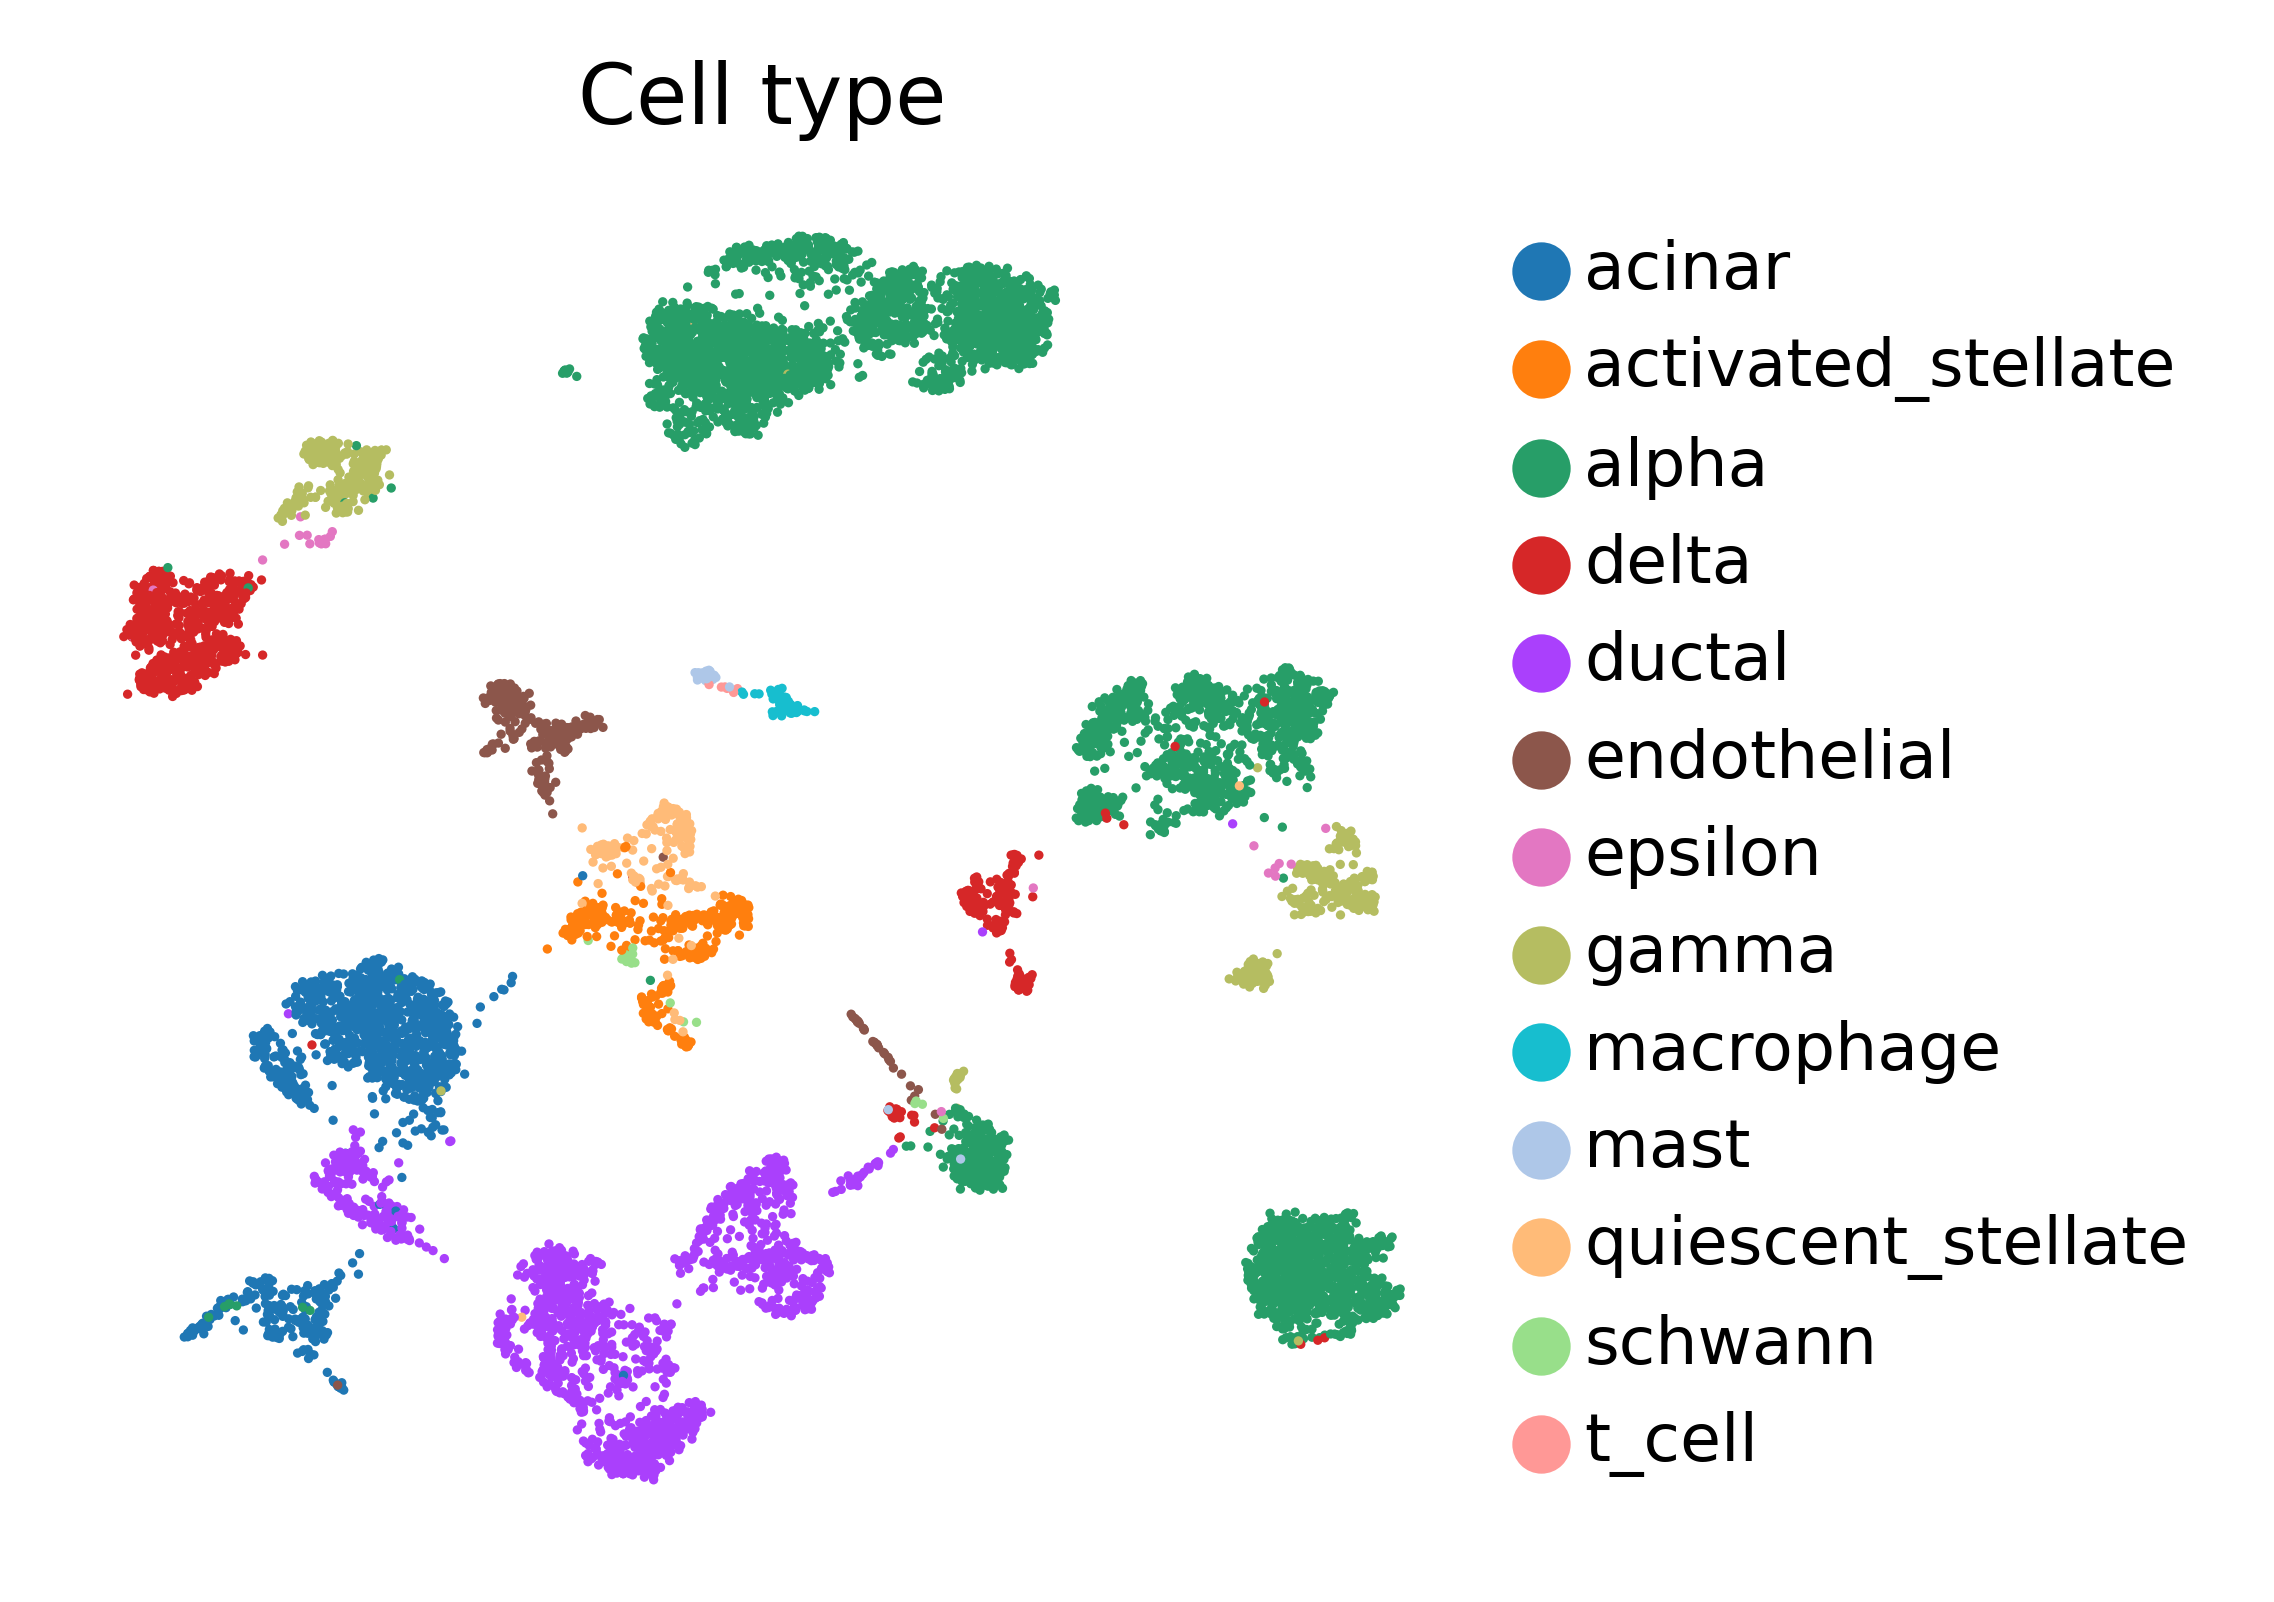 Cell type
acinar
activated_stellate
alpha
delta
ductal
endothelial
epsilon
gamma
macrophage
mast
quiescent_stellate
schwann
t_cell